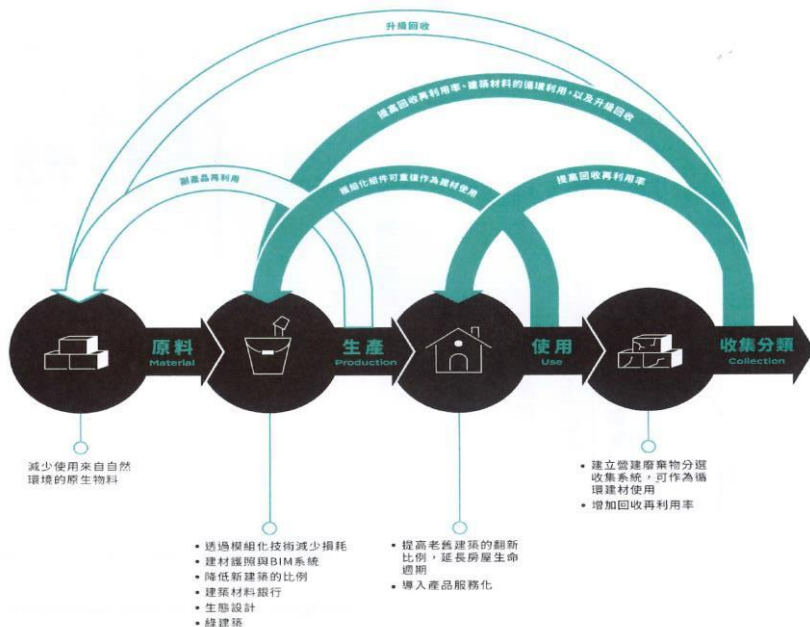 升級回收
提高回收再利用率、建築材料的循環利用,以及升級回收
副產品再利用
模組化組件可重複作為建材使用
提高回收再利用率
原料
Material
生產
Production
使用
Use
收集分類
Collection
減少使用來自自然
環境的原生物料
• 透過模組化技術減少損耗
• 建材護照與BIM系統
• 降低新建築的比例
• 建築材料銀行
• 生態設計
• 綠建築
• 提高老舊建築的翻新
比例,延長房屋生命
週期
• 導入產品服務化
• 建立營建廢棄物分選
收集系統,可作為循
環建材使用
• 增加回收再利用率